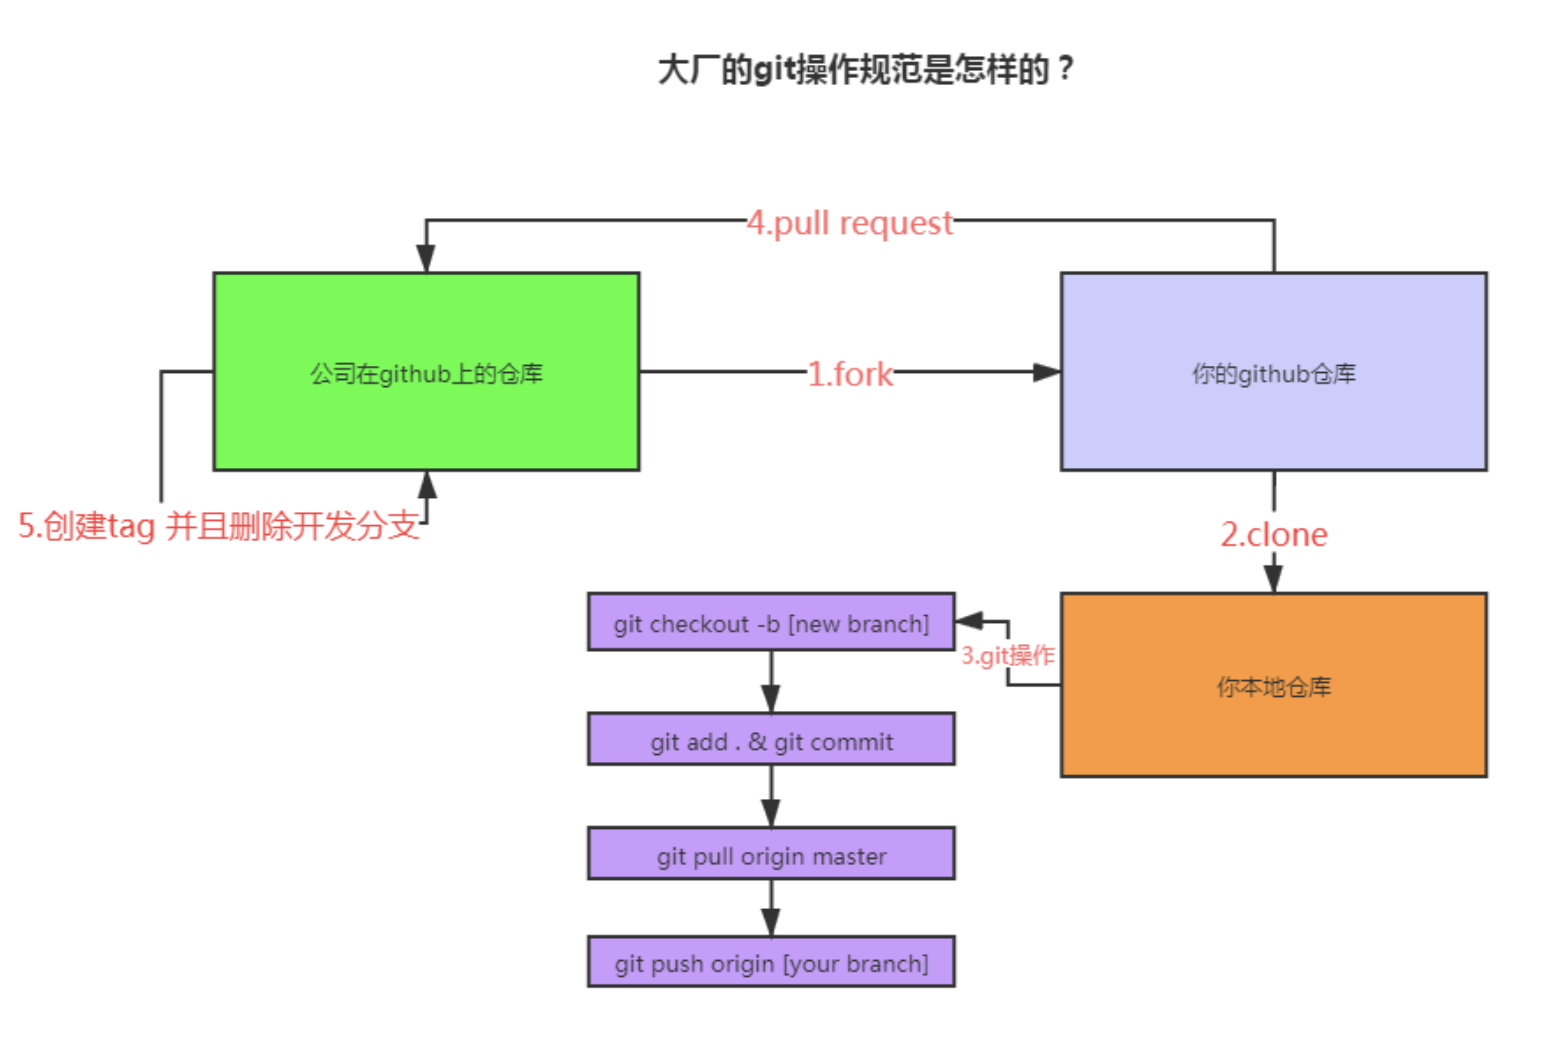 大厂的git操作规范是怎样的？
4.pull request
公司在github上的仓库
1.fork
你的github仓库
5.创建tag 并且删除开发分支
2.clone
git checkout -b [new branch]
3.git操作
你本地仓库
git add . & git commit
git pull origin master
git push origin [your branch]